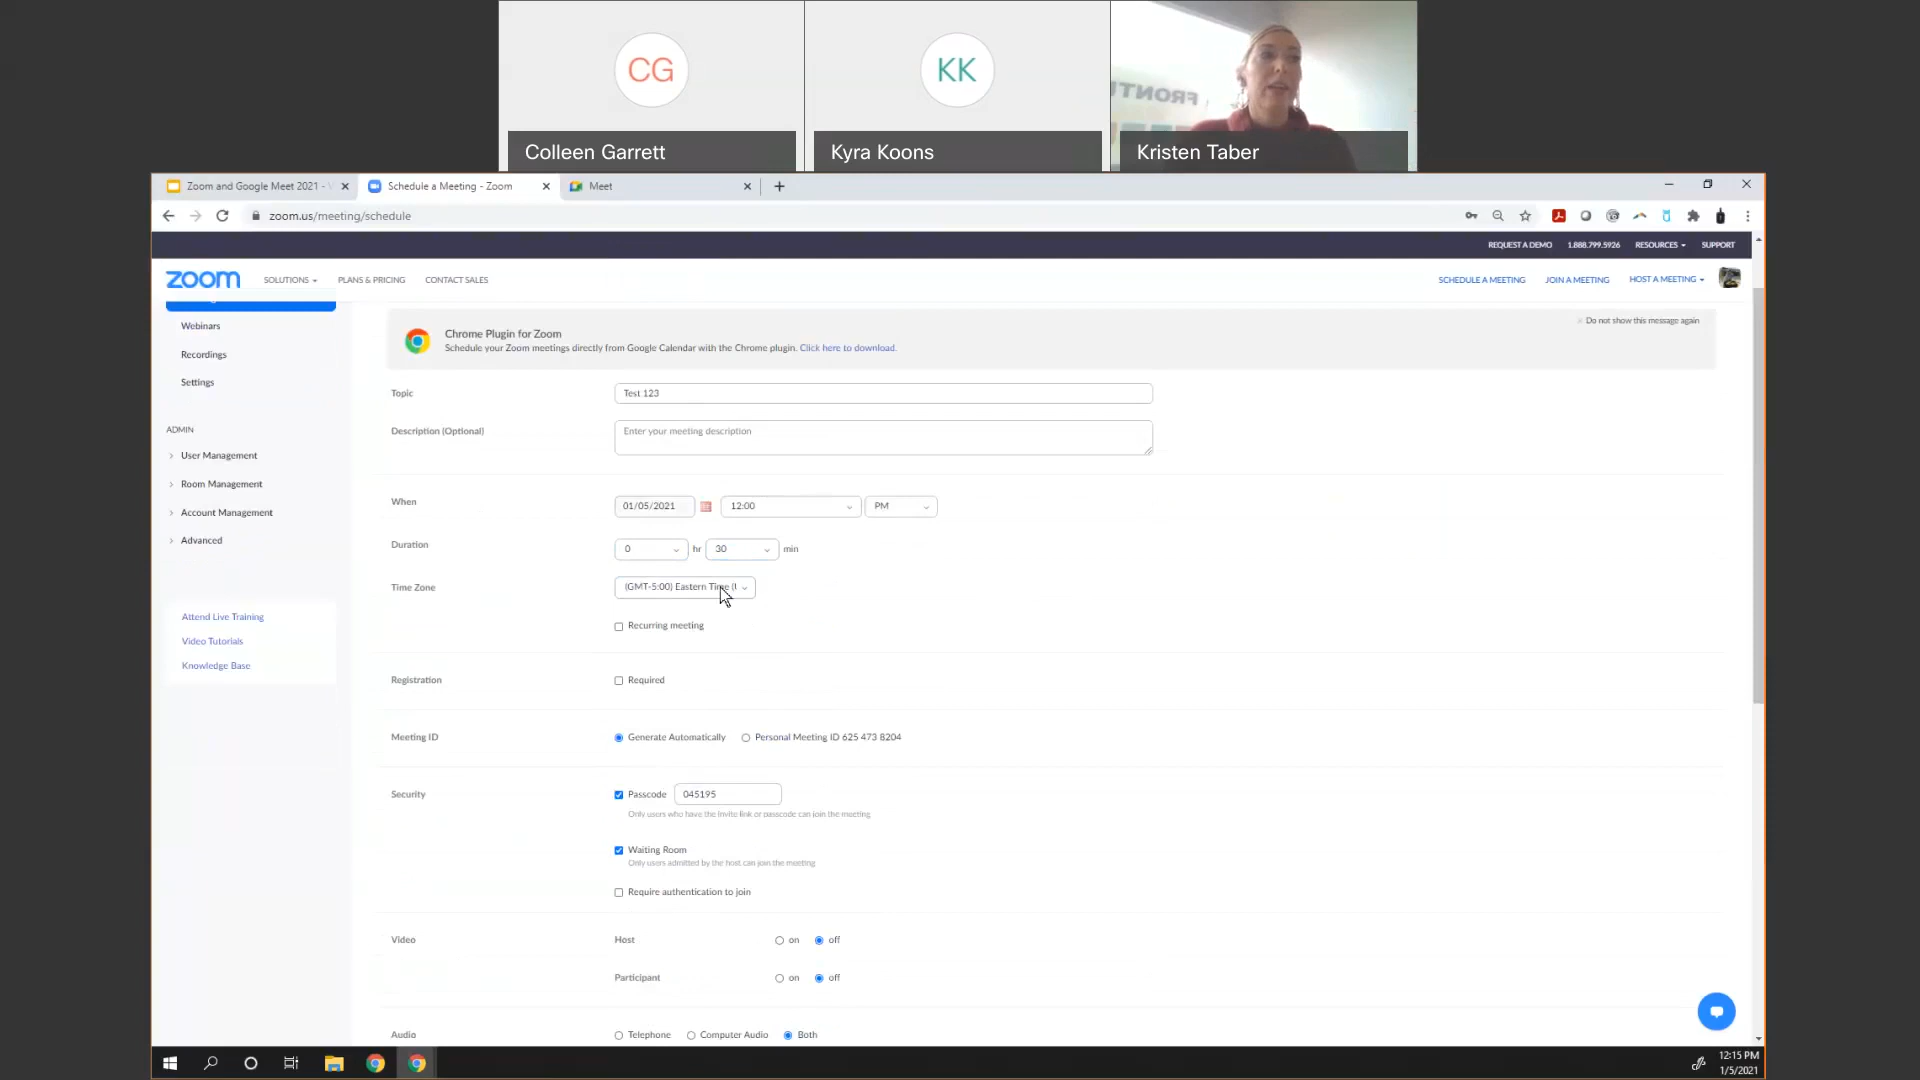 CG
KK
FRONTU
Colleen Garrett
Kyra Koons
Kristen Taber
Zoom and Google Meet 2021 -
Schedule a Meeting - Zoom
Meet
zoom.us/meeting/schedule
REQUEST A DEMO
1.888.799.5926
RESOURCES
SUPPORT
zoom
SOLUTIONS
PLANS & PRICING
CONTACT SALES
SCHEDULE A MEETING
JOIN A MEETING
HOST A MEETING
Webinars
Recordings
Settings
ADMIN
User Management
Room Management
Account Management
Advanced
Attend Live Training
Video Tutorials
Knowledge Base
Chrome Plugin for Zoom
Schedule your Zoom meetings directly from Google Calendar with the Chrome plugin. Click here to download.
× Do not show this message again
Topic
Test 123
Description (Optional)
Enter your meeting description
When
01/05/2021
12:00
PM
Duration
0
hr
30
min
Time Zone
(GMT-5:00) Eastern Time (U
Recurring meeting
Registration
Required
Meeting ID
Generate Automatically
Personal Meeting ID 625 473 8204
Security
Passcode
045195
Only users who have the invite link or passcode can join the meeting
Waiting Room
Only users admitted by the host can join the meeting
Require authentication to join
Video
Host
on
off
Participant
on
off
Audio
Telephone
Computer Audio
Both
12:15 PM
1/5/2021